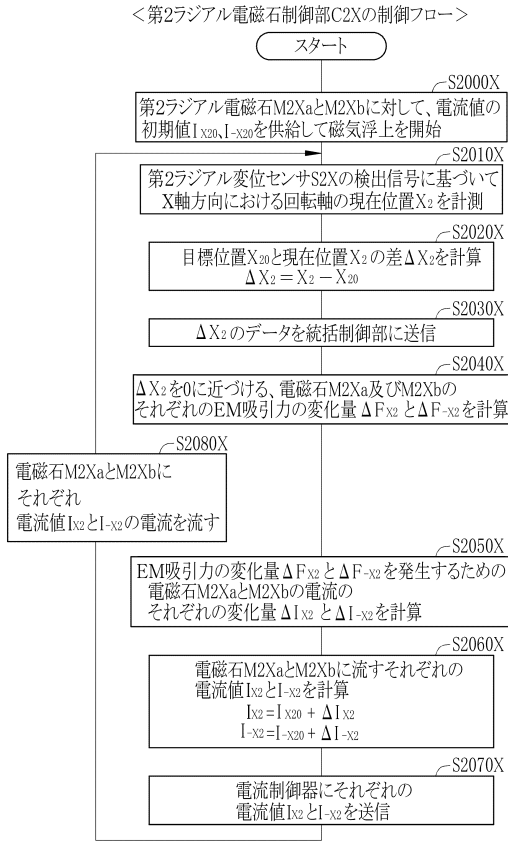 ＜第2ラジアル電磁石制御部C2Xの制御フロー＞
スタート
S2000X
第2ラジアル電磁石M2XaとM2Xbに対して、電流値の
初期値IX20、I-X20を供給して磁気浮上を開始
S2010X
第2ラジアル変位センサS2Xの検出信号に基づいて
X軸方向における回転軸の現在位置X2を計測
S2020X
目標位置X20と現在位置X2の差ΔX2を計算
ΔX2＝X2－X20
S2030X
ΔX2のデータを統括制御部に送信
S2040X
ΔX2を0に近づける、電磁石M2Xa及びM2Xbの
それぞれのEM吸引力の変化量ΔFX2とΔF-X2を計算
S2080X
電磁石M2XaとM2Xbに
それぞれ
電流値IX2とI-X2の電流を流す
S2050X
EM吸引力の変化量ΔFX2とΔF-X2を発生するための
電磁石M2XaとM2Xbの電流の
それぞれの変化量ΔIX2とΔI-X2を計算
S2060X
電磁石M2XaとM2Xbに流すそれぞれの
電流値IX2とI-X2を計算
IX2=IX20 + ΔIX2
I-X2=I-X20 + ΔI-X2
S2070X
電流制御器にそれぞれの
電流値IX2とI-X2を送信